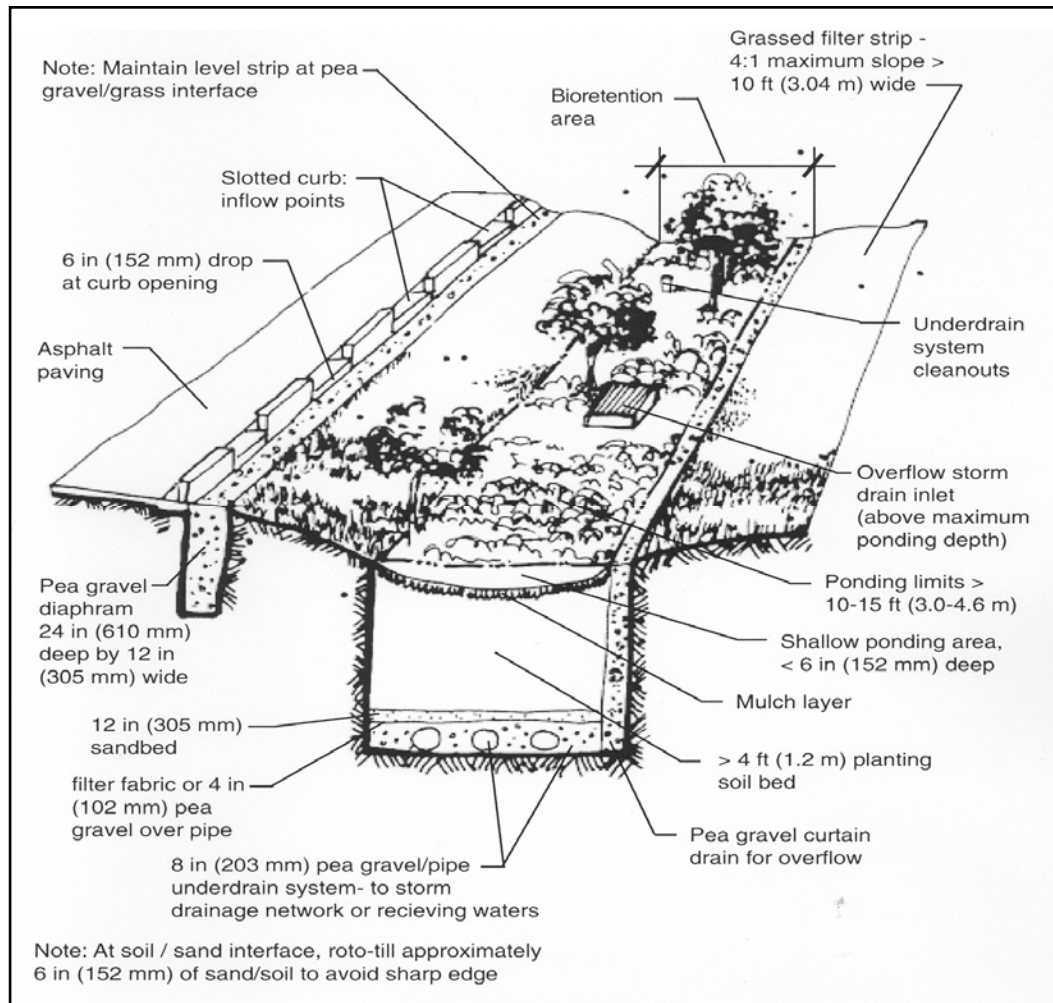 Note: Maintain level strip at pea
gravel/grass interface
Grassed filter strip -
4:1 maximum slope >
10 ft (3.04 m) wide
Bioretention
area
Slotted curb:
inflow points
6 in (152 mm) drop
at curb opening
Asphalt
paving
Underdrain
system
cleanouts
Overflow storm
drain inlet
(above maximum
ponding depth)
Pea gravel
diaphram
24 in (610 mm)
deep by 12 in
(305 mm) wide
Ponding limits >
10-15 ft (3.0-4.6 m)
Shallow ponding area,
< 6 in (152 mm) deep
Mulch layer
12 in (305 mm)
sandbed
> 4 ft (1.2 m) planting
soil bed
filter fabric or 4 in
(102 mm) pea
gravel over pipe
Pea gravel curtain
drain for overflow
8 in (203 mm) pea gravel/pipe
underdrain system- to storm
drainage network or recieving waters
Note: At soil / sand interface, roto-till approximately
6 in (152 mm) of sand/soil to avoid sharp edge